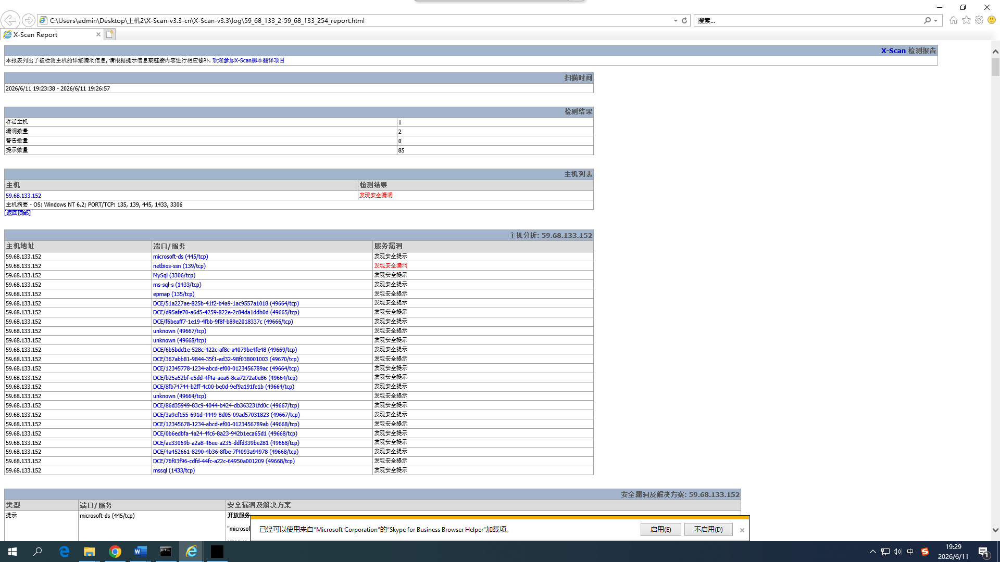 C:\Users\admin\Desktop\上机2\X-Scan-v3.3-cn\X-Scan-v3.3\log\59_68_133_2-59_68_133_254_report.html
搜索...
X-Scan Report
X-Scan 检测报告
本报表列出了被检测主机的详细漏洞信息, 请根据提示信息或链接内容进行相应修补. 欢迎参加X-Scan脚本翻译项目
扫描时间
2026/6/11 19:23:38 - 2026/6/11 19:26:57
检测结果
存活主机 1
漏洞数量 2
警告数量 0
提示数量 85
主机列表
主机 检测结果
59.68.133.152 发现安全漏洞
主机摘要 - OS: Windows NT 6.2; PORT/TCP: 135, 139, 445, 1433, 3306
[返回顶部]
主机分析: 59.68.133.152
主机地址 端口/服务 服务漏洞
59.68.133.152 microsoft-ds (445/tcp) 发现安全提示
59.68.133.152 netbios-ssn (139/tcp) 发现安全漏洞
59.68.133.152 MySql (3306/tcp) 发现安全提示
59.68.133.152 ms-sql-s (1433/tcp) 发现安全提示
59.68.133.152 epmap (135/tcp) 发现安全提示
59.68.133.152 DCE/51a227ae-825b-41f2-b4a9-1ac9557a1018 (49664/tcp) 发现安全提示
59.68.133.152 DCE/d95afe70-a6d5-4259-822e-2c84da1ddb0d (49665/tcp) 发现安全提示
59.68.133.152 DCE/f6beaff7-1e19-4fbb-9f8f-b89e2018337c (49666/tcp) 发现安全提示
59.68.133.152 unknown (49667/tcp) 发现安全提示
59.68.133.152 unknown (49668/tcp) 发现安全提示
59.68.133.152 DCE/6b5bdd1e-528c-422c-af8c-a4079be4fe48 (49669/tcp) 发现安全提示
59.68.133.152 DCE/367abb81-9844-35f1-ad32-98f038001003 (49670/tcp) 发现安全提示
59.68.133.152 DCE/12345778-1234-abcd-ef00-0123456789ac (49664/tcp) 发现安全提示
59.68.133.152 DCE/b25a52bf-e5dd-4f4a-aea6-8ca7272a0e86 (49664/tcp) 发现安全提示
59.68.133.152 DCE/8fb74744-b2ff-4c00-be0d-9ef9a191fe1b (49664/tcp) 发现安全提示
59.68.133.152 unknown (49664/tcp) 发现安全提示
59.68.133.152 DCE/86d35949-83c9-4044-b424-db363231fd0c (49667/tcp) 发现安全提示
59.68.133.152 DCE/3a9ef155-691d-4449-8d05-09ad57031823 (49667/tcp) 发现安全提示
59.68.133.152 DCE/12345678-1234-abcd-ef00-0123456789ab (49668/tcp) 发现安全提示
59.68.133.152 DCE/0b6edbfa-4a24-4fc6-8a23-942b1eca65d1 (49668/tcp) 发现安全提示
59.68.133.152 DCE/ae33069b-a2a8-46ee-a235-ddfd339be281 (49668/tcp) 发现安全提示
59.68.133.152 DCE/4a452661-8290-4b36-8fbe-7f4093a94978 (49668/tcp) 发现安全提示
59.68.133.152 DCE/76f03f96-cdfd-44fc-a22c-64950a001209 (49668/tcp) 发现安全提示
59.68.133.152 mssql (1433/tcp) 发现安全提示
安全漏洞及解决方案: 59.68.133.152
类型 端口/服务 安全漏洞及解决方案
提示 microsoft-ds (445/tcp) 开放服务
"microsof
已经可以使用来自“Microsoft Corporation”的“Skype for Business Browser Helper”加载项。 启用(E) 不启用(D)
中
19:29
2026/6/11
1